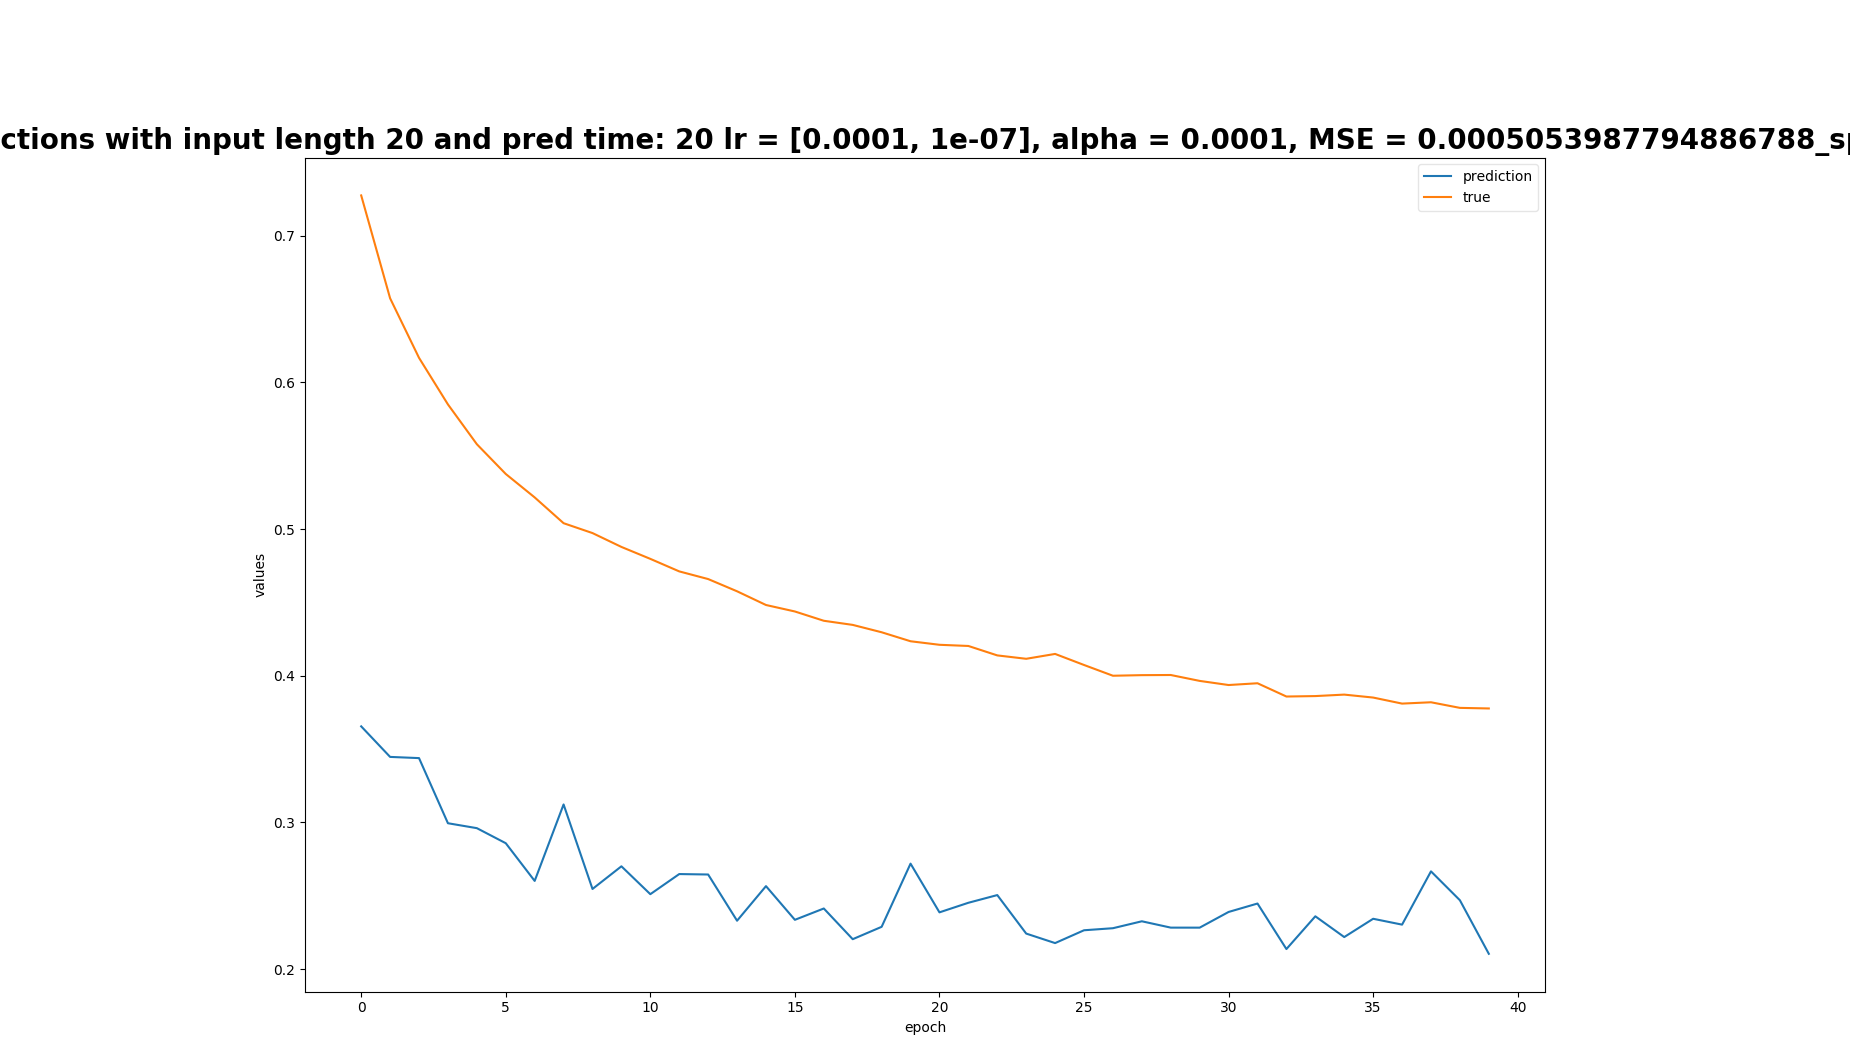 ctions with input length 20 and pred time: 20 lr = [0.0001, 1e-07], alpha = 0.0001, MSE = 0.0005053987794886788_sp
prediction
true
0.7
0.6
0.5
0.4
0.3
0.2
values
0 5 10 15 20 25 30 35 40
epoch